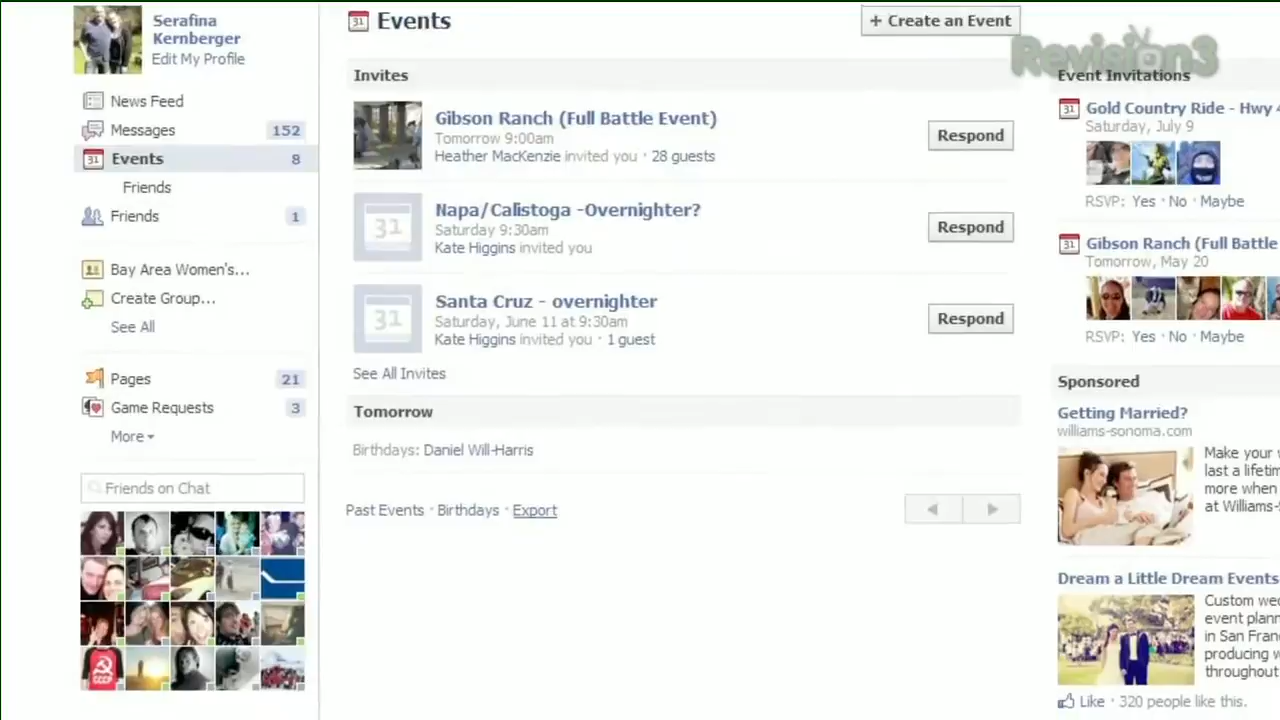 Serafina
Kernberger
Edit My Profile
News Feed
Messages 152
31 Events 8
Friends
Friends 1
Bay Area Women's...
Create Group...
See All
Pages 21
Game Requests 3
More
Friends on Chat
31 Events
+ Create an Event
Revision3
Invites
Gibson Ranch (Full Battle Event)
Tomorrow 9:00am
Heather MacKenzie invited you · 28 guests
Respond
31
Napa/Calistoga -Overnighter?
Saturday 9:30am
Kate Higgins invited you
Respond
31
Santa Cruz - overnighter
Saturday, June 11 at 9:30am
Kate Higgins invited you · 1 guest
Respond
See All Invites
Tomorrow
Birthdays: Daniel Will-Harris
Past Events · Birthdays · Export
Event Invitations
31 Gold Country Ride - Hwy 4
Saturday, July 9
RSVP: Yes · No · Maybe
31 Gibson Ranch (Full Battle
Tomorrow, May 20
RSVP: Yes · No · Maybe
Sponsored
Getting Married?
williams-sonoma.com
Make your
last a lifetim
more when
at Williams-S
Dream a Little Dream Events
Custom wed
event plann
in San Fran
producing w
throughout
Like · 320 people like this.